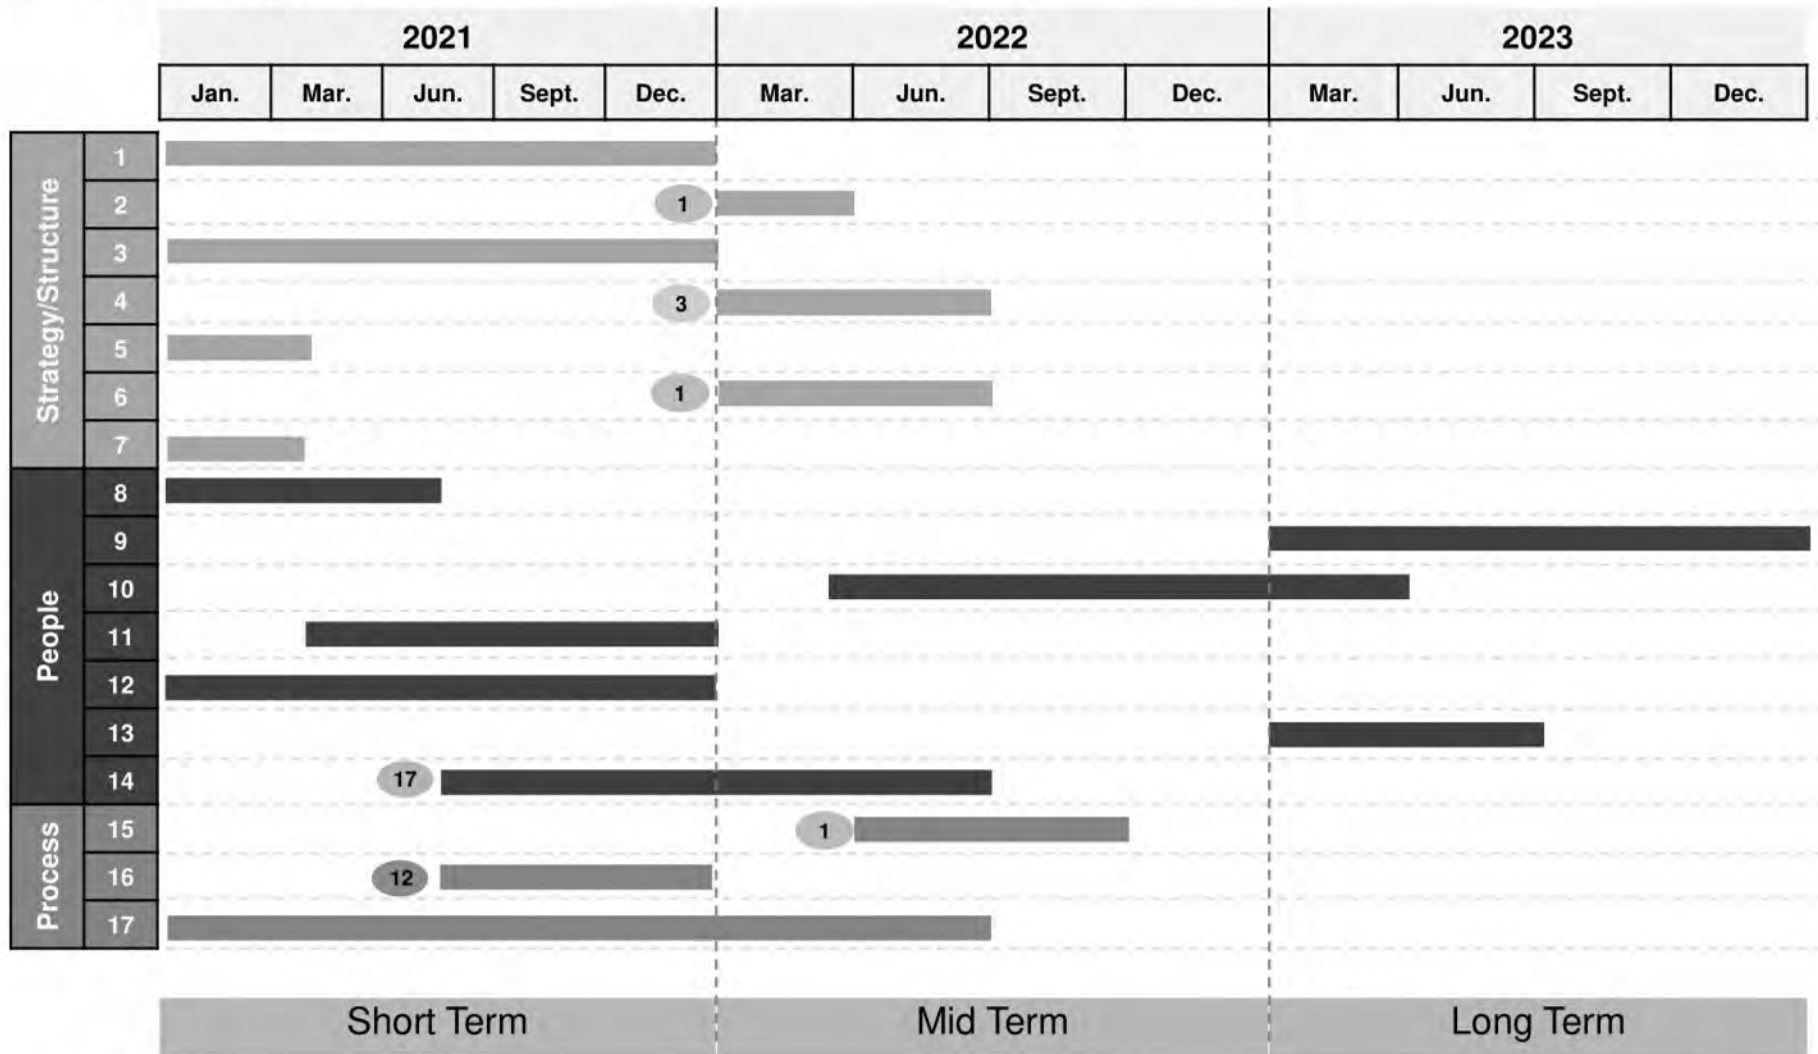 2021 2022 2023
Jan. Mar. Jun. Sept. Dec. Mar. Jun. Sept. Dec. Mar. Jun. Sept. Dec.
Strategy/Structure
1
2 1
3
4 3
5
6 1
7
People
8
9
10
11
12
13
14 17
Process
15 1
16 12
17
Short Term Mid Term Long Term